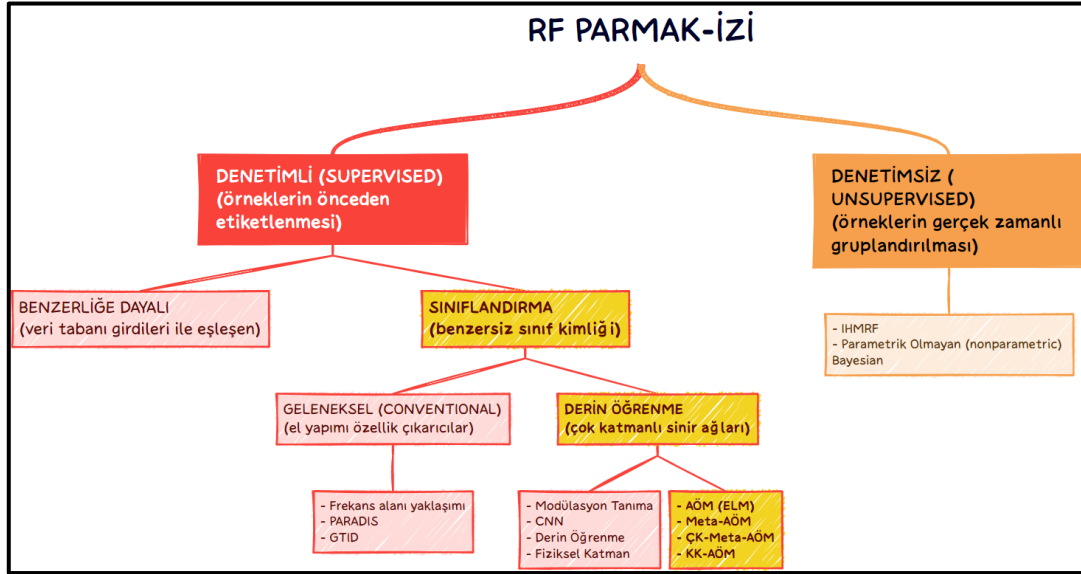 RF PARMAK-İZİ
DENETİMLİ (SUPERVISED)
(örneklerin önceden
etiketlenmesi)
DENETİMSİZ (
UNSUPERVISED)
(örneklerin gerçek zamanlı
gruplandırılması)
BENZERLİĞE DAYALI
(veri tabanı girdileri ile eşleşen)
SINIFLANDIRMA
(benzersiz sınıf kimliği)
- IHMRF
- Parametrik Olmayan (nonparametric)
Bayesian
GELENEKSEL (CONVENTIONAL)
(el yapımı özellik çıkarıcılar)
DERİN ÖĞRENME
(çok katmanlı sinir ağları)
- Frekans alanı yaklaşımı
- PARADIS
- GTID
- Modülasyon Tanıma
- CNN
- Derin Öğrenme
- Fiziksel Katman
- AÖM (ELM)
- Meta-AÖM
- ÇK-Meta-AÖM
- KK-AÖM